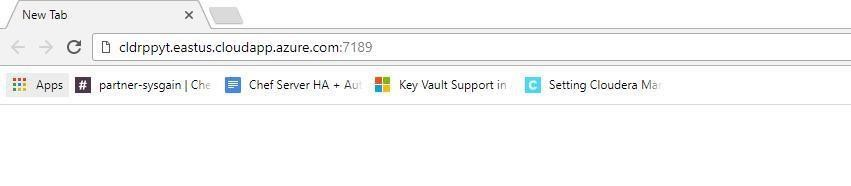 New Tab
cldrppyt.eastus.cloudapp.azure.com:7189
Apps # partner-sysgain | Che Chef Server HA + Aut Key Vault Support in C Setting Cloudera Mar